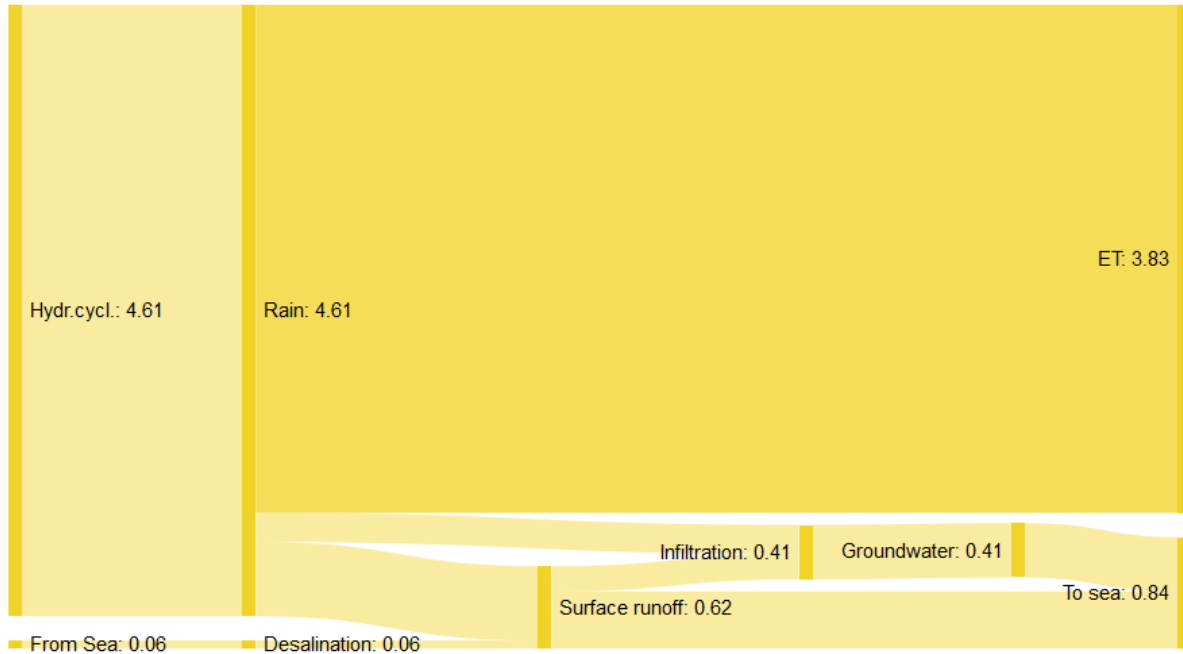 ET: 3.83
Hydr.cycl.: 4.61
Rain: 4.61
Infiltration: 0.41
Groundwater: 0.41
To sea: 0.84
Surface runoff: 0.62
From Sea: 0.06
Desalination: 0.06